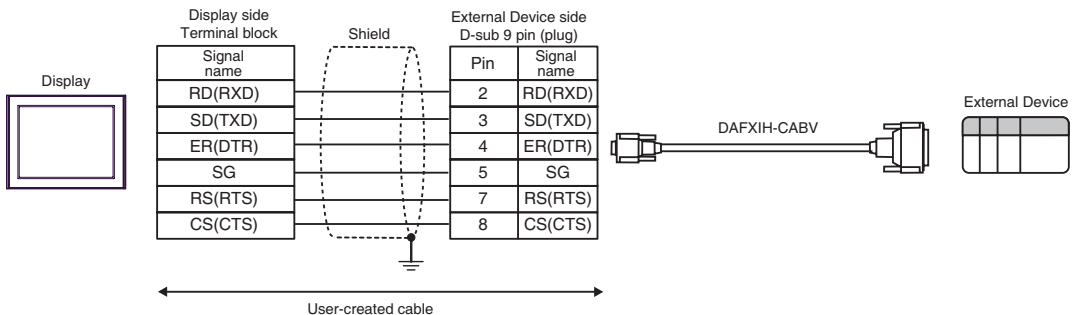 Display side
Terminal block
Shield
External Device side
D-sub 9 pin (plug)
Signal name
Pin
Signal name
Display
RD(RXD) 2 RD(RXD)
SD(TXD) 3 SD(TXD)
ER(DTR) 4 ER(DTR)
SG 5 SG
RS(RTS) 7 RS(RTS)
CS(CTS) 8 CS(CTS)
DAFXIH-CABV
External Device
User-created cable